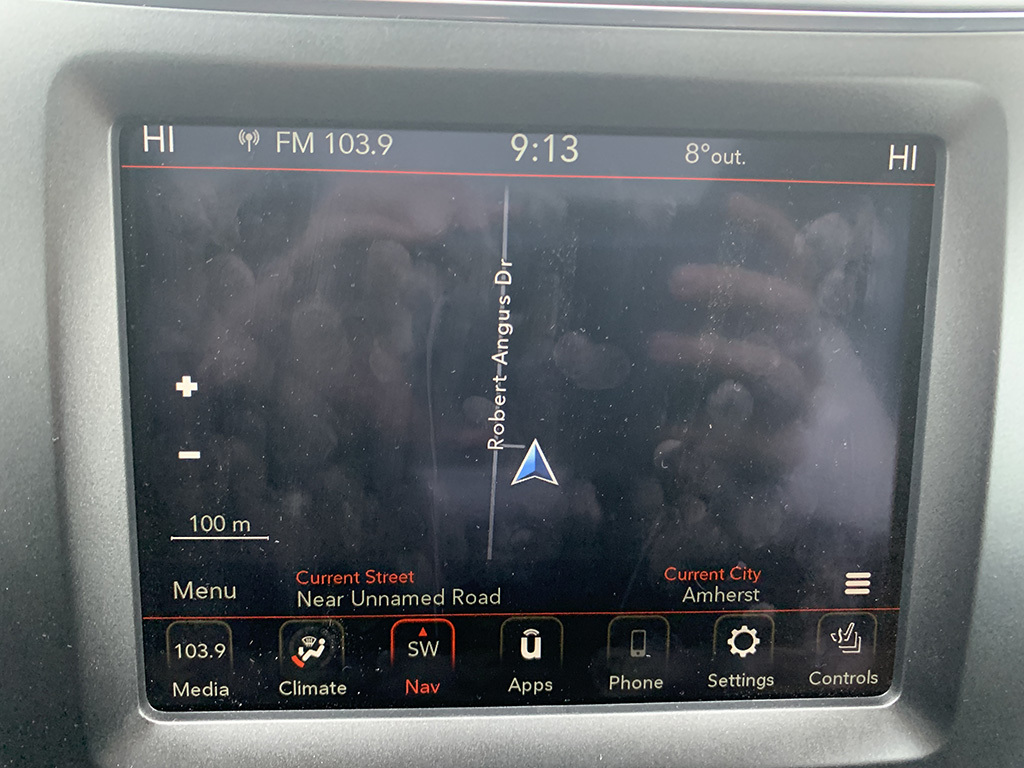 HI FM 103.9 9:13 8°out. HI
Robert Angus Dr
100 m
Menu
Current Street
Near Unnamed Road
Current City
Amherst
103.9
Media
Climate
SW
Nav
u
Apps
Phone
Settings
Controls